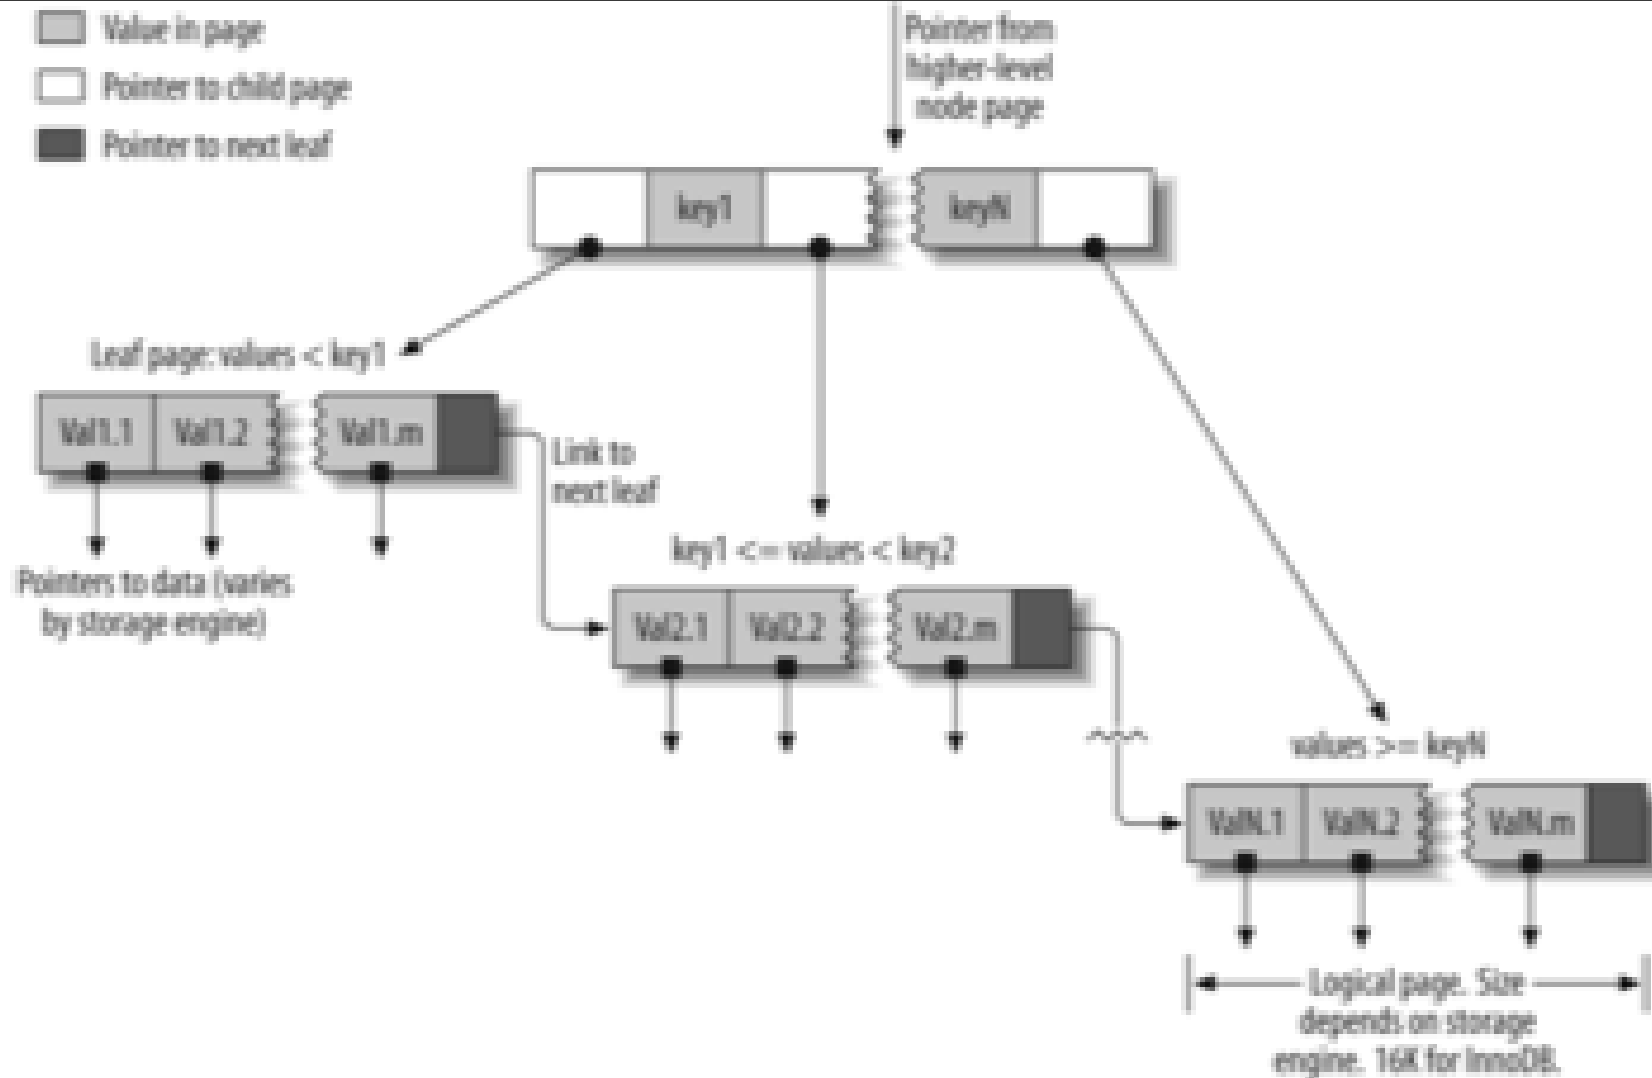 Value in page
Pointer to child page
Pointer to next leaf
Pointer from
higher-level
node page
key1
keyN
Leaf page: values < key1
Val1.1
Val1.2
Val1.m
Link to
next leaf
Pointers to data (varies
by storage engine)
key1 <= values < key2
Val2.1
Val2.2
Val2.m
values >= keyN
ValN.1
ValN.2
ValN.m
Logical page. Size
depends on storage
engine. 16K for InnoDB.